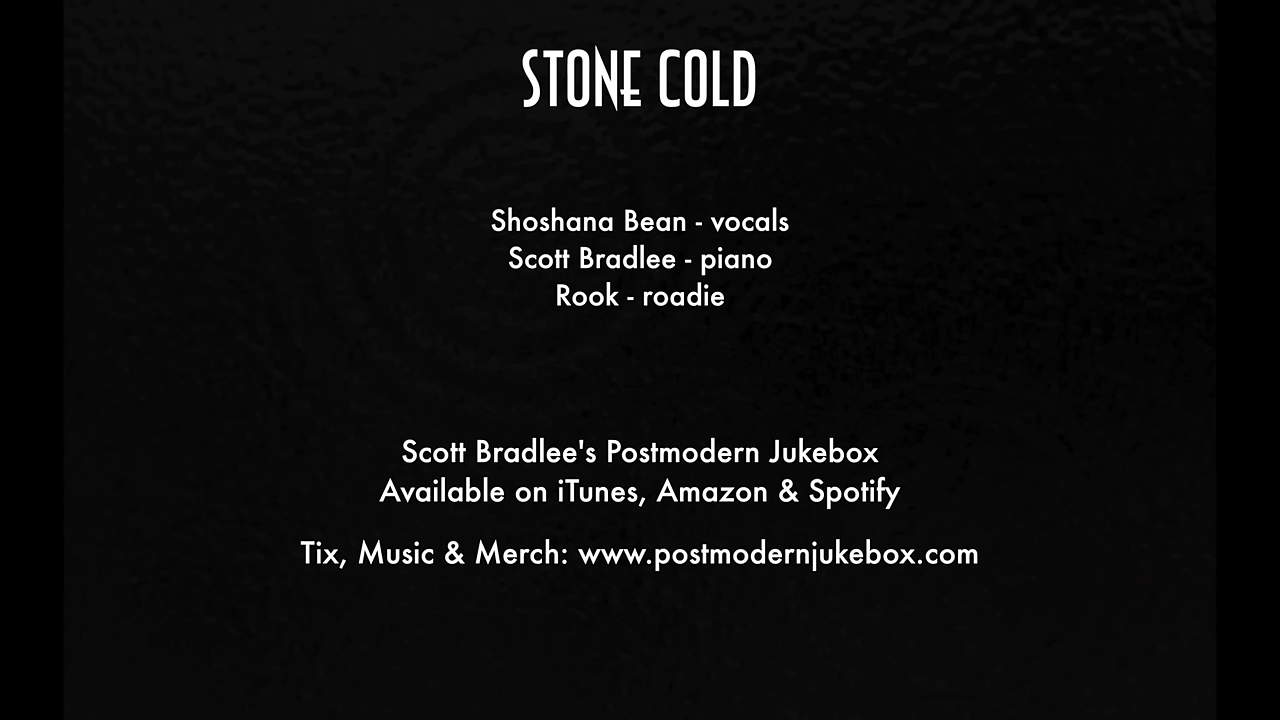 STONE COLD
Shoshana Bean - vocals
Scott Bradlee - piano
Rook - roadie
Scott Bradlee's Postmodern Jukebox
Available on iTunes, Amazon & Spotify
Tix, Music & Merch: www.postmodernjukebox.com